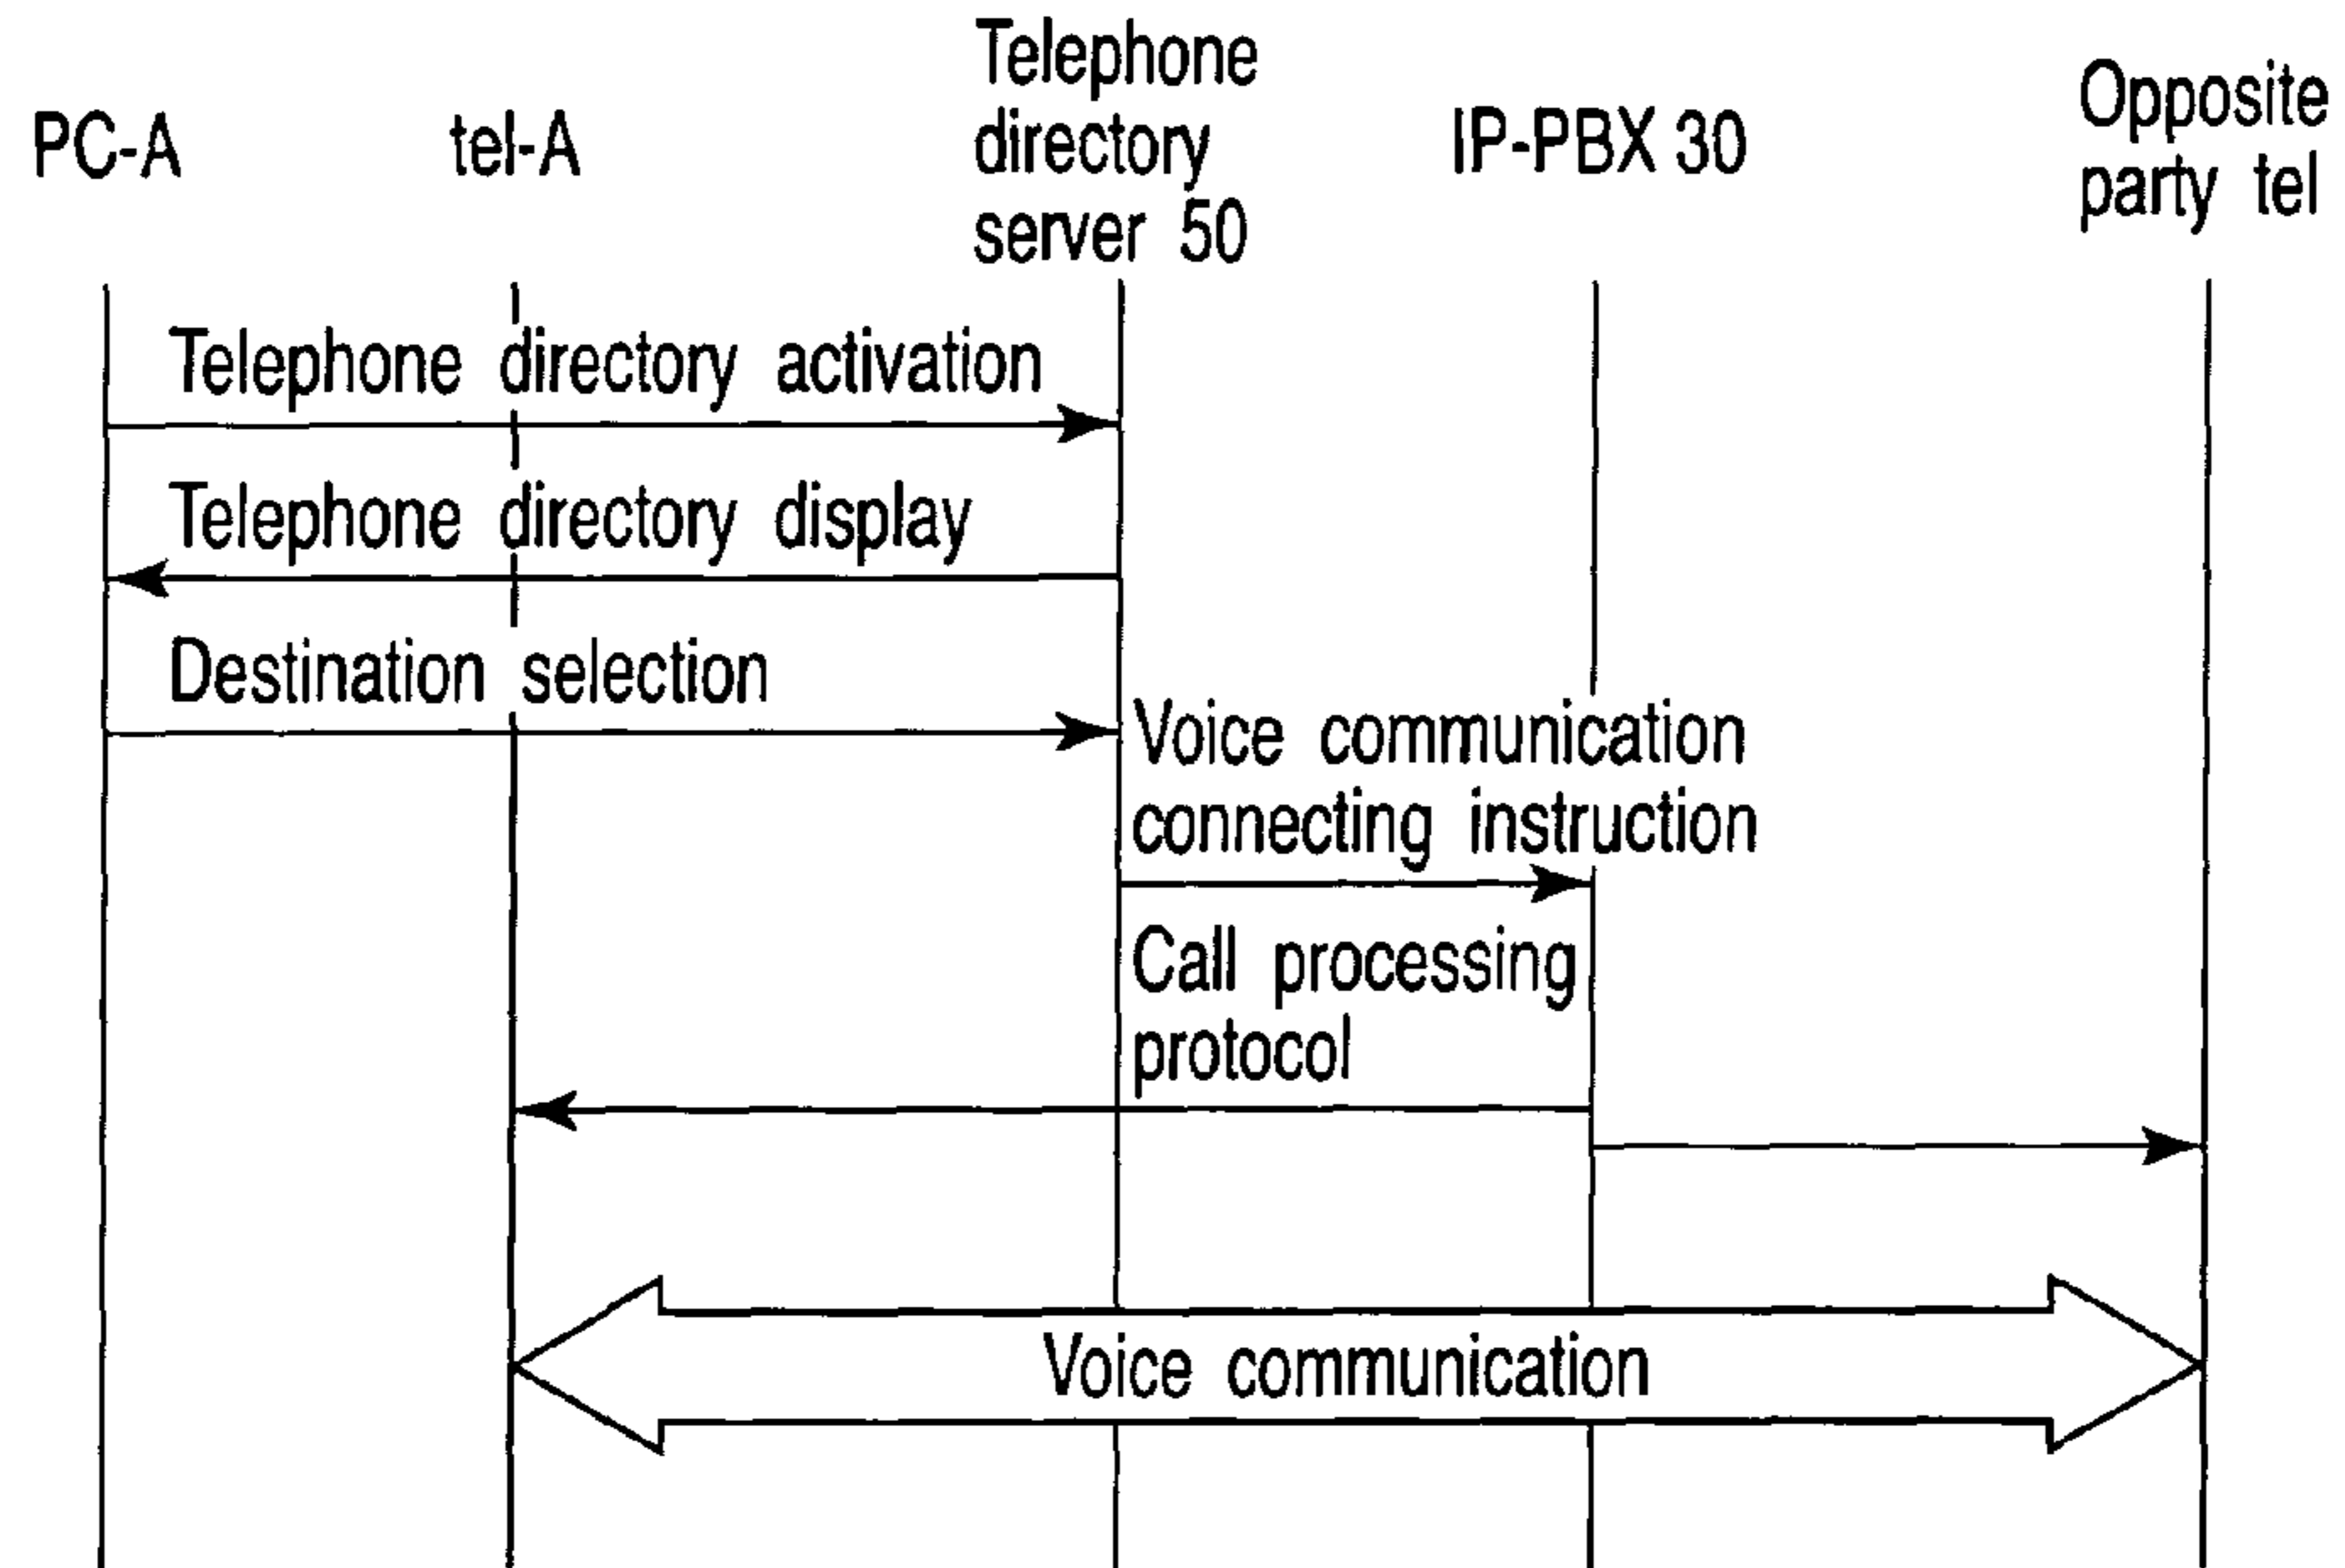 PC-A
tel-A
Telephone
directory
server 50
IP-PBX 30
Opposite
party tel
Telephone directory activation
Telephone directory display
Destination selection
Voice communication
connecting instruction
Call processing
protocol
Voice communication